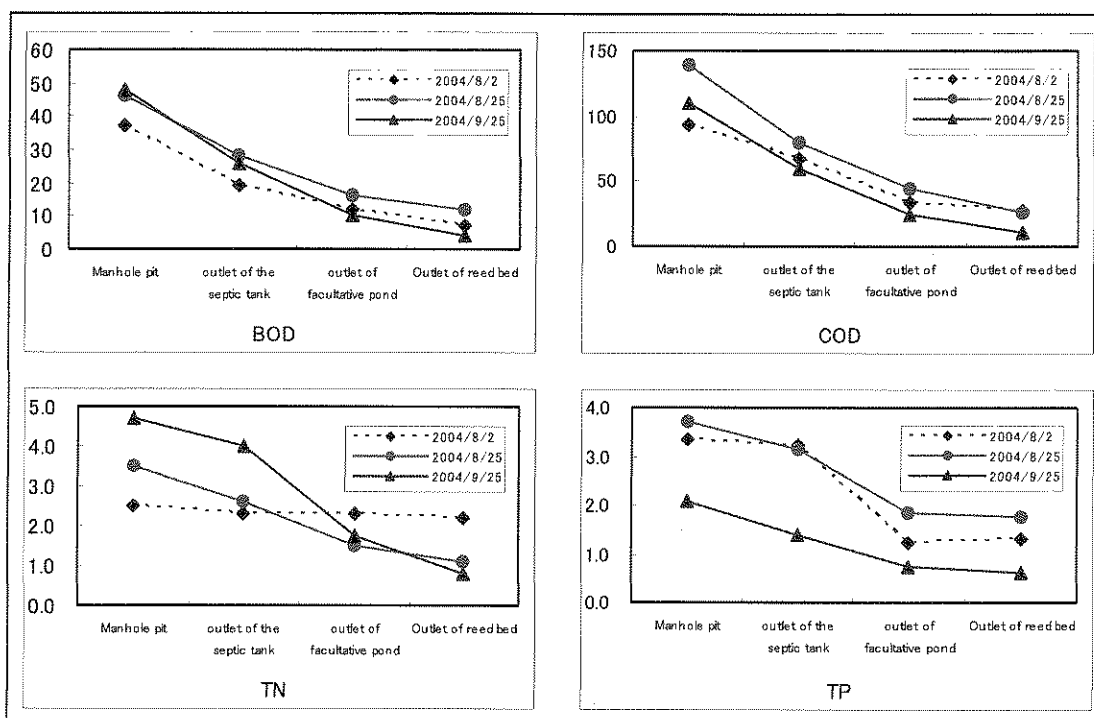 60
50
40
30
20
10
0
2004/8/2
2004/8/25
2004/9/25
Manhole pit
outlet of the
septic tank
outlet of
facultative pond
Outlet of reed bed
BOD
150
100
50
0
2004/8/2
2004/8/25
2004/9/25
Manhole pit
outlet of the
septic tank
outlet of
facultative pond
Outlet of reed bed
COD
5.0
4.0
3.0
2.0
1.0
0.0
2004/8/2
2004/8/25
2004/9/25
Manhole pit
outlet of the
septic tank
outlet of
facultative pond
Outlet of reed bed
TN
4.0
3.0
2.0
1.0
0.0
2004/8/2
2004/8/25
2004/9/25
Manhole pit
outlet of the
septic tank
outlet of
facultative pond
Outlet of reed bed
TP